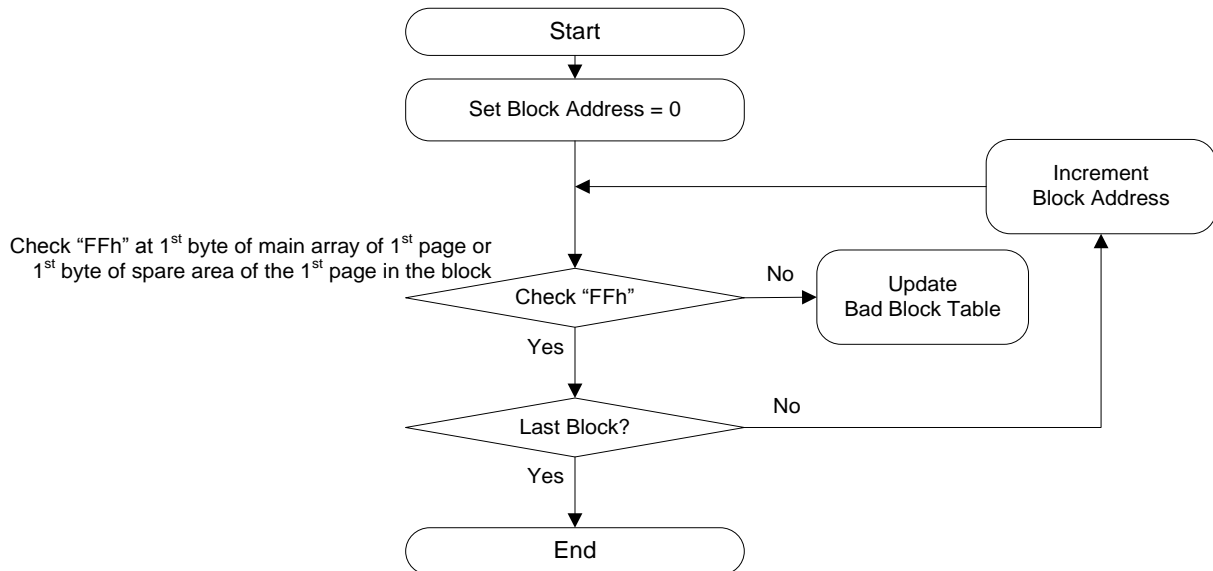 Start
Set Block Address = 0
Increment
Block Address
Check “FFh” at 1st byte of main array of 1st page or
1st byte of spare area of the 1st page in the block
Check “FFh”
No
Update
Bad Block Table
Yes
Last Block?
No
Yes
End